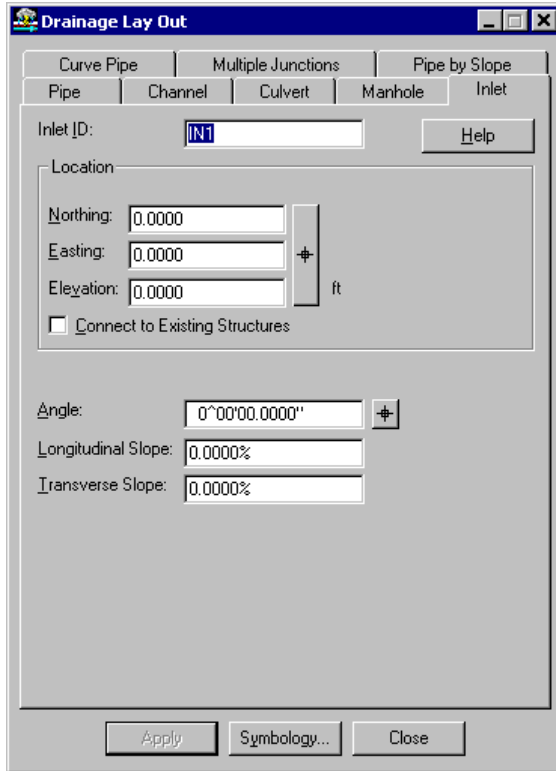 Drainage Lay Out
Curve Pipe Multiple Junctions Pipe by Slope
Pipe Channel Culvert Manhole Inlet
Inlet ID: IN1 Help
Location
Northing: 0.0000
Easting: 0.0000
Elevation: 0.0000 ft
Connect to Existing Structures
Angle: 0^00'00.0000"
Longitudinal Slope: 0.0000%
Transverse Slope: 0.0000%
Apply Symbology... Close